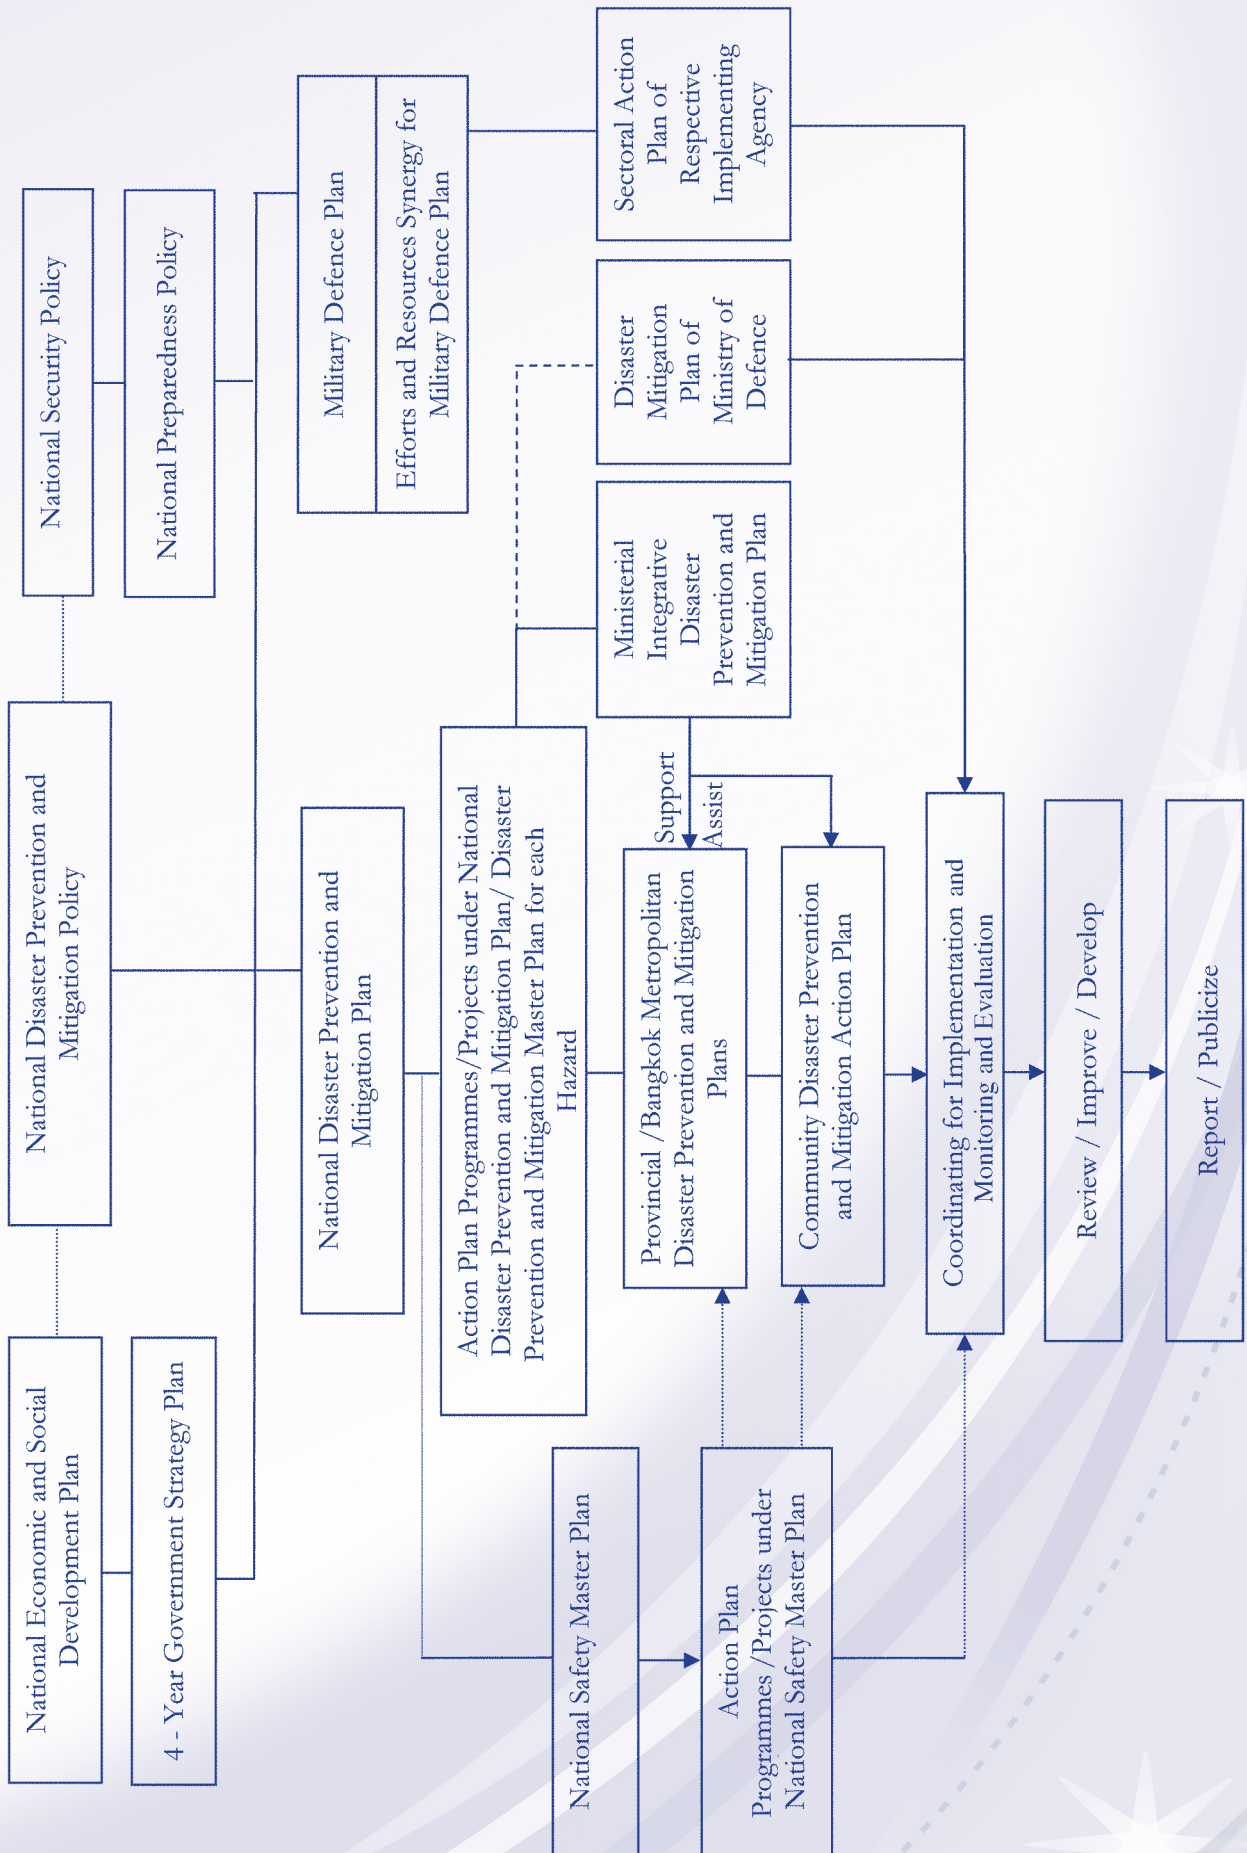 National Economic and Social
Development Plan
4 - Year Government Strategy Plan
National Disaster Prevention and
Mitigation Policy
National Security Policy
National Preparedness Policy
National Disaster Prevention and
Mitigation Plan
Military Defence Plan
Efforts and Resources Synergy for
Military Defence Plan
Action Plan Programmes/Projects under National
Disaster Prevention and Mitigation Plan/ Disaster
Prevention and Mitigation Master Plan for each
Hazard
National Safety Master Plan
Action Plan
Programmes/Projects under
National Safety Master Plan
Provincial /Bangkok Metropolitan
Disaster Prevention and Mitigation
Plans
Support
Assist
Ministerial
Integrative
Disaster
Prevention and
Mitigation Plan
Disaster
Mitigation
Plan of
Ministry of
Defence
Sectoral Action
Plan of
Respective
Implementing
Agency
Community Disaster Prevention
and Mitigation Action Plan
Coordinating for Implementation and
Monitoring and Evaluation
Review / Improve / Develop
Report / Publicize